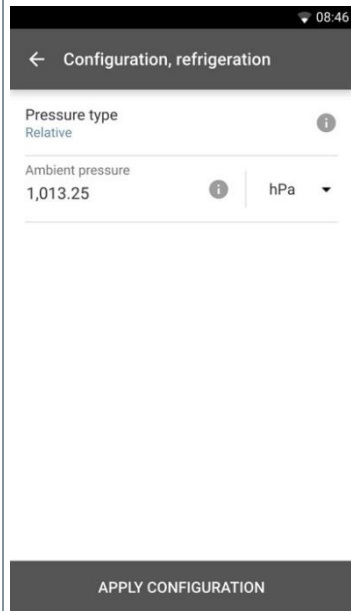 08:46
Configuration, refrigeration
Pressure type
Relative
Ambient pressure
1,013.25 hPa
APPLY CONFIGURATION